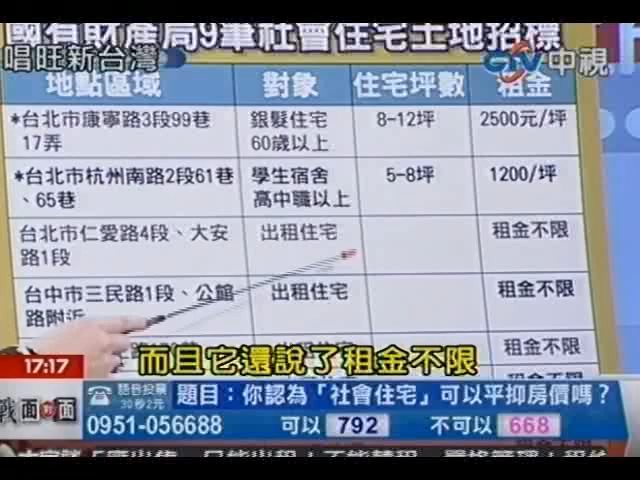 國有財產局9筆社會住宅土地招標
唱旺新台灣
CTV中視
地點區域 對象 住宅坪數 租金
*台北市康寧路3段99巷17弄 銀髮住宅60歲以上 8-12坪 2500元/坪
*台北市杭州南路2段61巷、65巷 學生宿舍高中職以上 5-8坪 1200/坪
台北市仁愛路4段、大安路1段 出租住宅 租金不限
台中市三民路1段、公館路附近 出租住宅 租金不限
租金不限
而且它還說了租金不限
17:17
語音投票
30秒2元
題目：你認為「社會住宅」可以平抑房價嗎？
0951-056688 可以 792 不可以 668